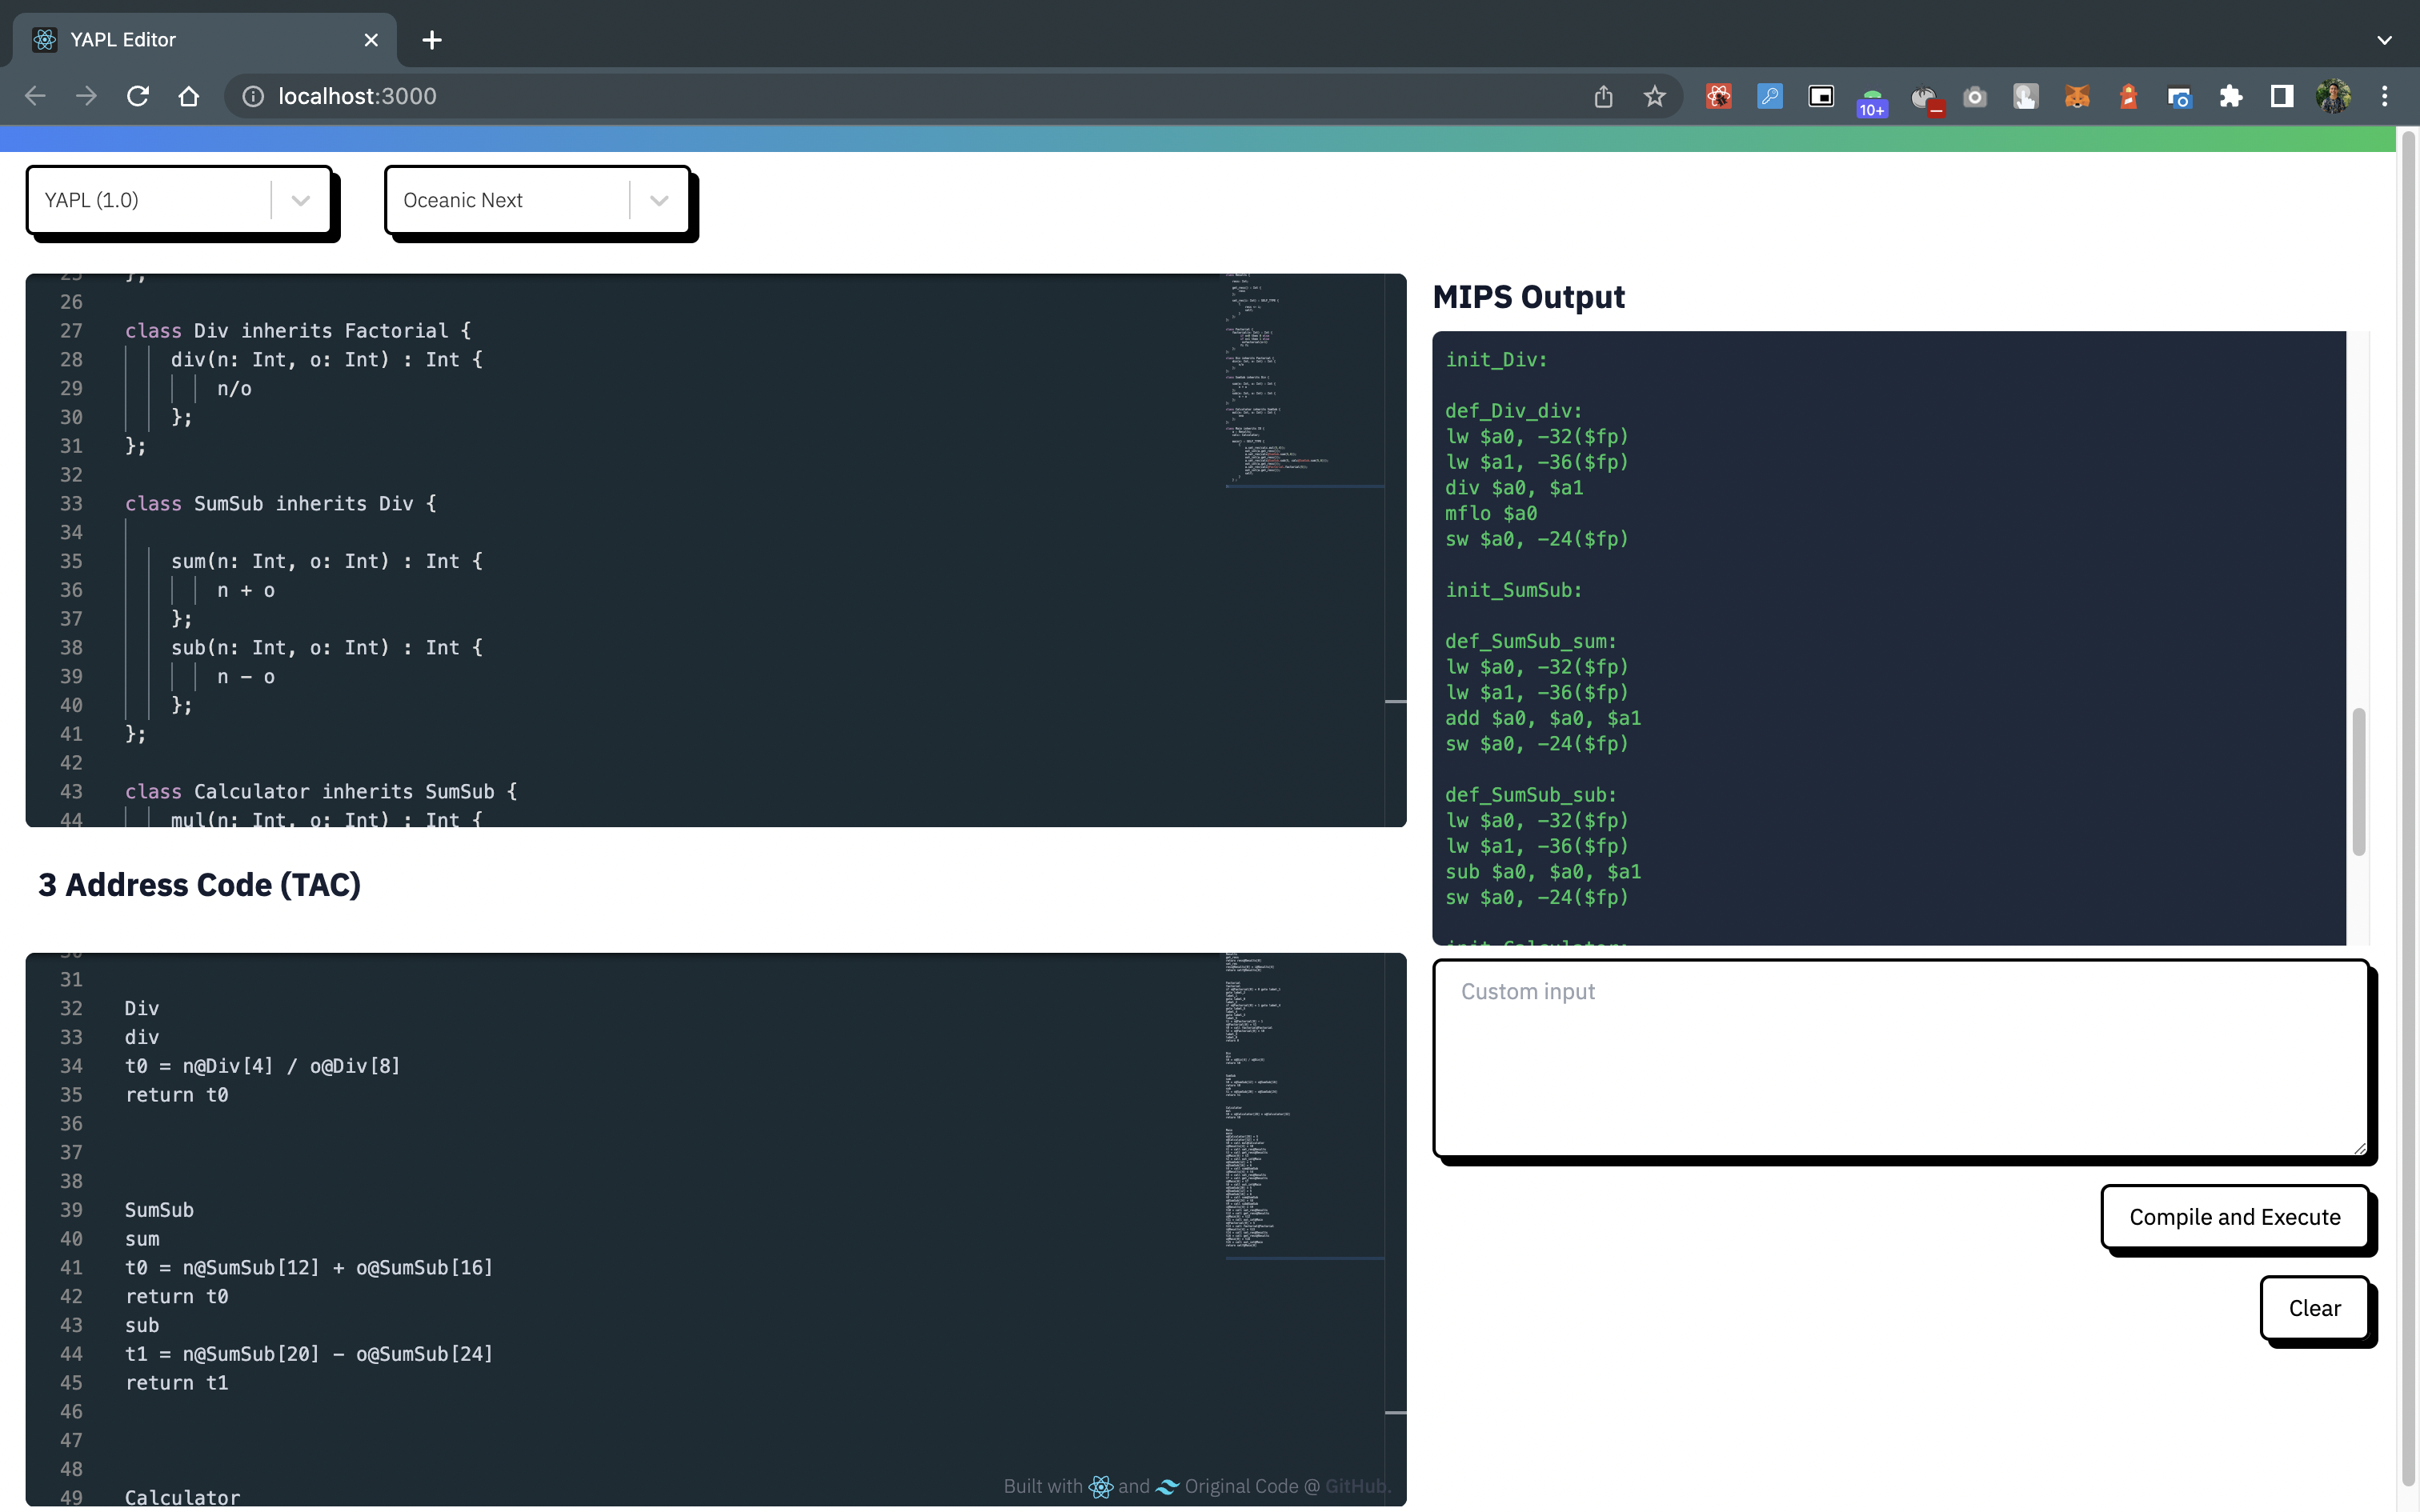 YAPL Editor
localhost:3000
10+
YAPL (1.0)
Oceanic Next
25 };
26
27 class Div inherits Factorial {
28 div(n: Int, o: Int) : Int {
29 n/o
30 };
31 };
32
33 class SumSub inherits Div {
34
35 sum(n: Int, o: Int) : Int {
36 n + o
37 };
38 sub(n: Int, o: Int) : Int {
39 n - o
40 };
41 };
42
43 class Calculator inherits SumSub {
44 mul(n: Int, o: Int) : Int {
3 Address Code (TAC)
30
31
32 Div
33 div
34 t0 = n@Div[4] / o@Div[8]
35 return t0
36
37
38
39 SumSub
40 sum
41 t0 = n@SumSub[12] + o@SumSub[16]
42 return t0
43 sub
44 t1 = n@SumSub[20] - o@SumSub[24]
45 return t1
46
47
48
49 Calculator
Built with and Original Code @ GitHub.
MIPS Output
init_Div:
def_Div_div:
lw $a0, -32($fp)
lw $a1, -36($fp)
div $a0, $a1
mflo $a0
sw $a0, -24($fp)
init_SumSub:
def_SumSub_sum:
lw $a0, -32($fp)
lw $a1, -36($fp)
add $a0, $a0, $a1
sw $a0, -24($fp)
def_SumSub_sub:
lw $a0, -32($fp)
lw $a1, -36($fp)
sub $a0, $a0, $a1
sw $a0, -24($fp)
init_Calculator:
Custom input
Compile and Execute
Clear